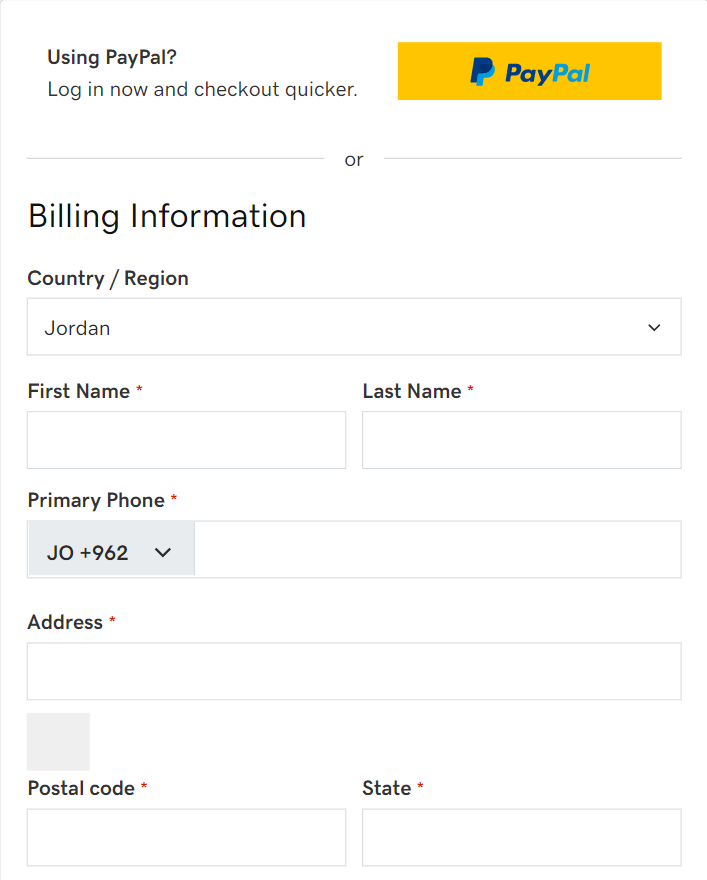 Using PayPal?
Log in now and checkout quicker.
PayPal
or
Billing Information
Country / Region
Jordan
First Name *
Last Name *
Primary Phone *
JO +962
Address *
Postal code *
State *